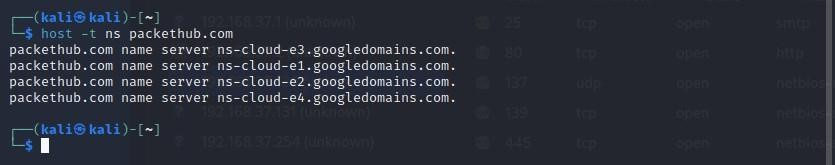 (kali㉿kali)-[~]
$ host -t ns packethub.com
packethub.com name server ns-cloud-e3.googledomains.com.
packethub.com name server ns-cloud-e1.googledomains.com.
packethub.com name server ns-cloud-e2.googledomains.com.
packethub.com name server ns-cloud-e4.googledomains.com.
(kali㉿kali)-[~]
$
192.168.37.1 (unknown) 25 tcp open smtp
80 tcp open http
137 udp open netbios
192.168.37.131 (unknown) 139 tcp open netbios
192.168.37.254 (unknown) 445 tcp open netbios